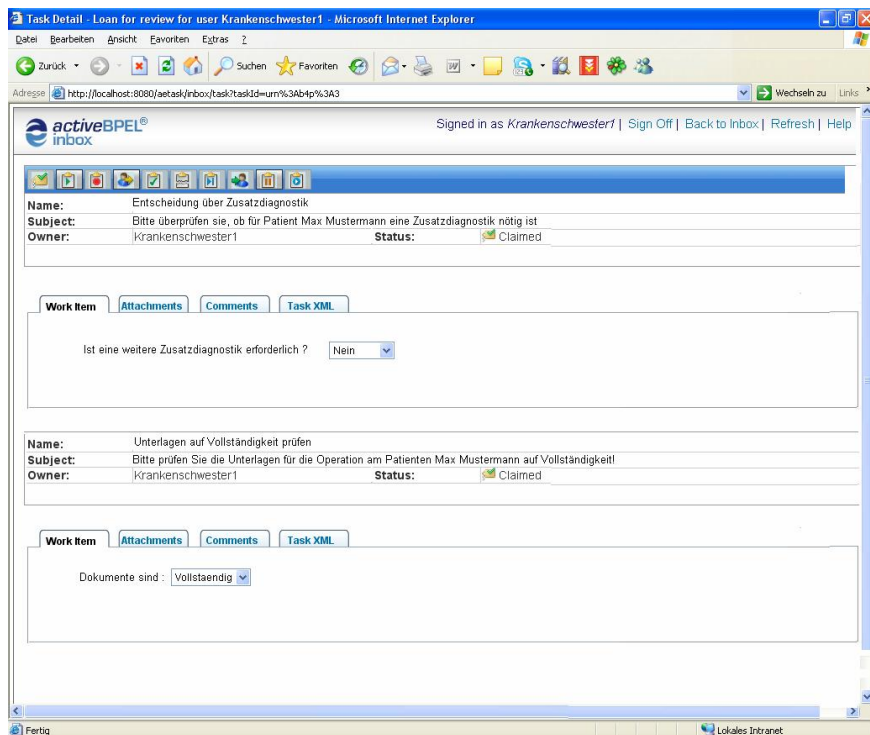 Task Detail - Loan for review for user Krankenschwester1 - Microsoft Internet Explorer
Datei Bearbeiten Ansicht Favoriten Extras ?
Zurück Suchen Favoriten
Adresse http://localhost:8080/aetask/inbox/task?taskId=urn%3Ab4p%3A3 Wechseln zu Links
activeBPEL® inbox
Signed in as Krankenschwester1 | Sign Off | Back to Inbox | Refresh | Help
Name: Entscheidung über Zusatzdiagnostik
Subject: Bitte überprüfen sie, ob für Patient Max Mustermann eine Zusatzdiagnostik nötig ist
Owner: Krankenschwester1 Status: Claimed
Work Item Attachments Comments Task XML
Ist eine weitere Zusatzdiagnostik erforderlich ? Nein
Name: Unterlagen auf Vollständigkeit prüfen
Subject: Bitte prüfen Sie die Unterlagen für die Operation am Patienten Max Mustermann auf Vollständigkeit!
Owner: Krankenschwester1 Status: Claimed
Work Item Attachments Comments Task XML
Dokumente sind : Vollstaendig
Fertig Lokales Intranet